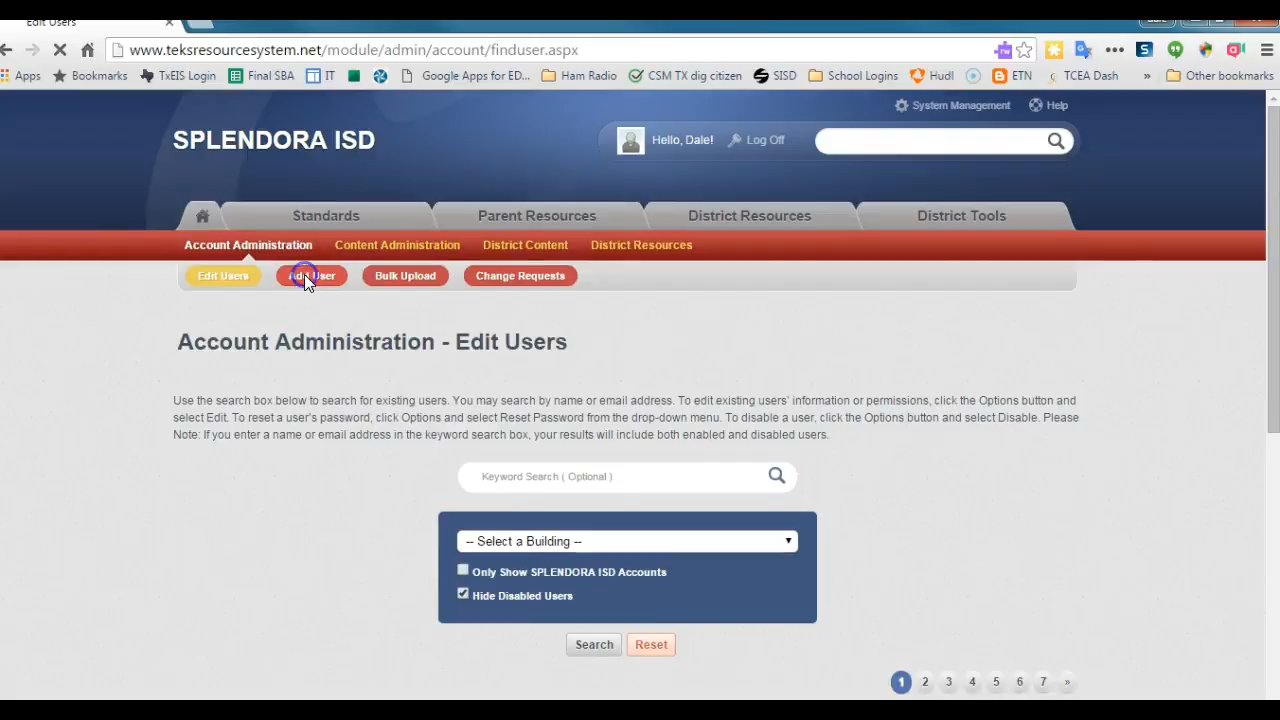 Edit Users
www.teksresourcesystem.net/module/admin/account/finduser.aspx
Apps Bookmarks TxEIS Login Final SBA IT Google Apps for ED... Ham Radio CSM TX dig citizen SISD School Logins Hudl ETN TCEA Dash » Other bookmarks
System Management Help
SPLENDORA ISD
Hello, Dale! Log Off
Standards Parent Resources District Resources District Tools
Account Administration Content Administration District Content District Resources
Edit Users Add User Bulk Upload Change Requests
Account Administration - Edit Users
Use the search box below to search for existing users. You may search by name or email address. To edit existing users' information or permissions, click the Options button and
select Edit. To reset a user's password, click Options and select Reset Password from the drop-down menu. To disable a user, click the Options button and select Disable. Please
Note: If you enter a name or email address in the keyword search box, your results will include both enabled and disabled users.
Keyword Search ( Optional )
-- Select a Building --
Only Show SPLENDORA ISD Accounts
Hide Disabled Users
Search Reset
1 2 3 4 5 6 7 »